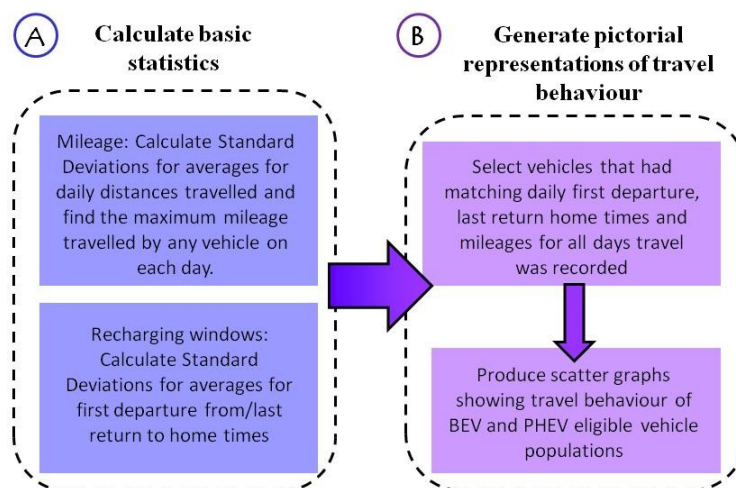 A
Calculate basic
statistics
Mileage: Calculate Standard
Deviations for averages for
daily distances travelled and
find the maximum mileage
travelled by any vehicle on
each day.
Recharging windows:
Calculate Standard
Deviations for averages for
first departure from/last
return to home times
B
Generate pictorial
representations of travel
behaviour
Select vehicles that had
matching daily first departure,
last return home times and
mileages for all days travel
was recorded
Produce scatter graphs
showing travel behaviour of
BEV and PHEV eligible vehicle
populations